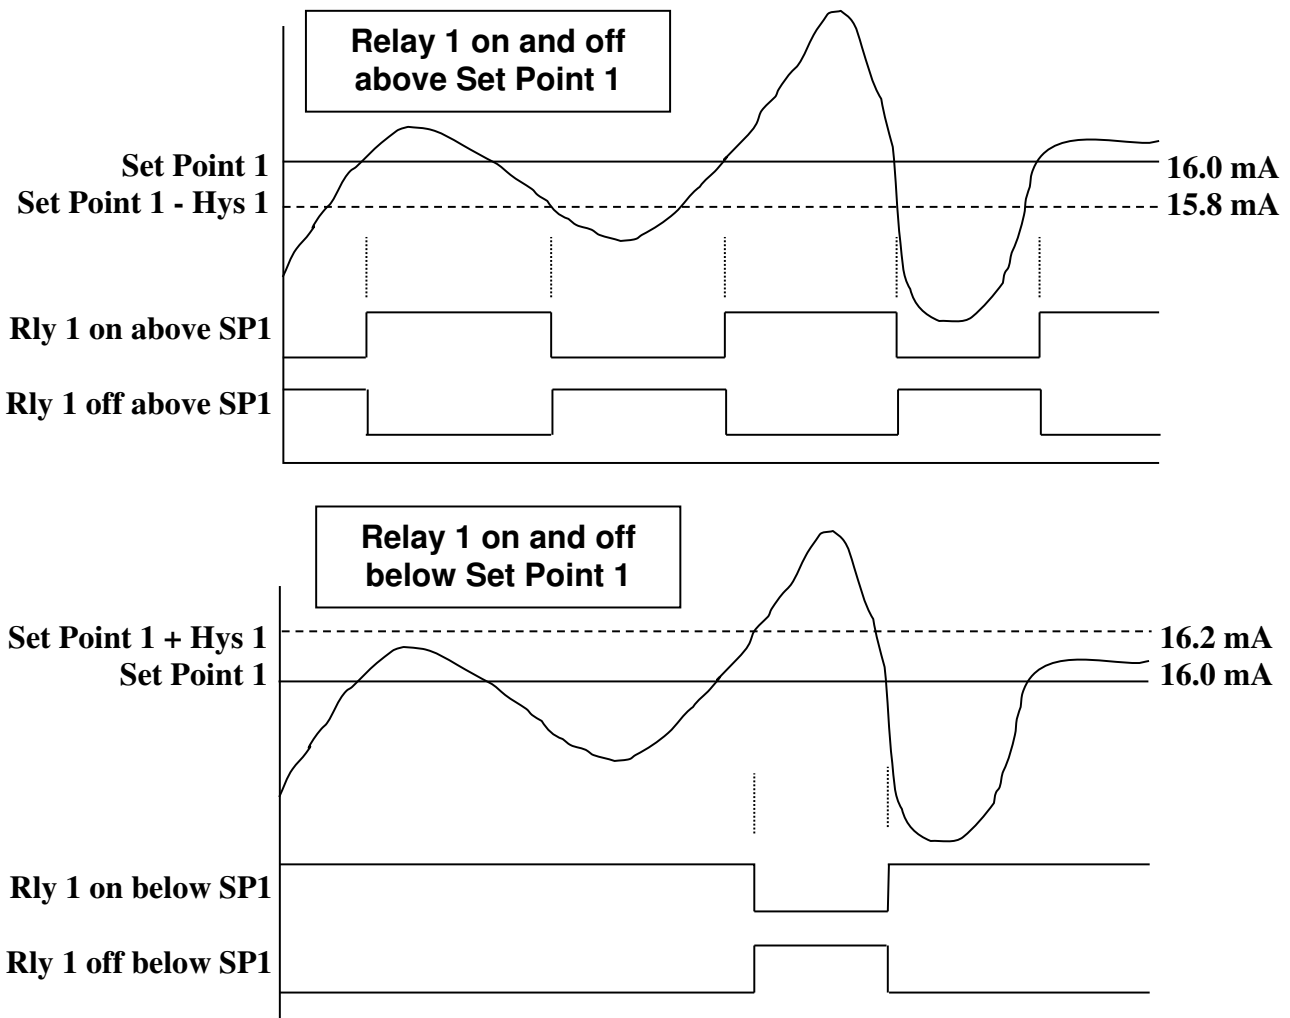 Relay 1 on and off
above Set Point 1
Set Point 1
16.0 mA
Set Point 1 - Hys 1
15.8 mA
Rly 1 on above SP1
Rly 1 off above SP1
Relay 1 on and off
below Set Point 1
Set Point 1 + Hys 1
16.2 mA
Set Point 1
16.0 mA
Rly 1 on below SP1
Rly 1 off below SP1